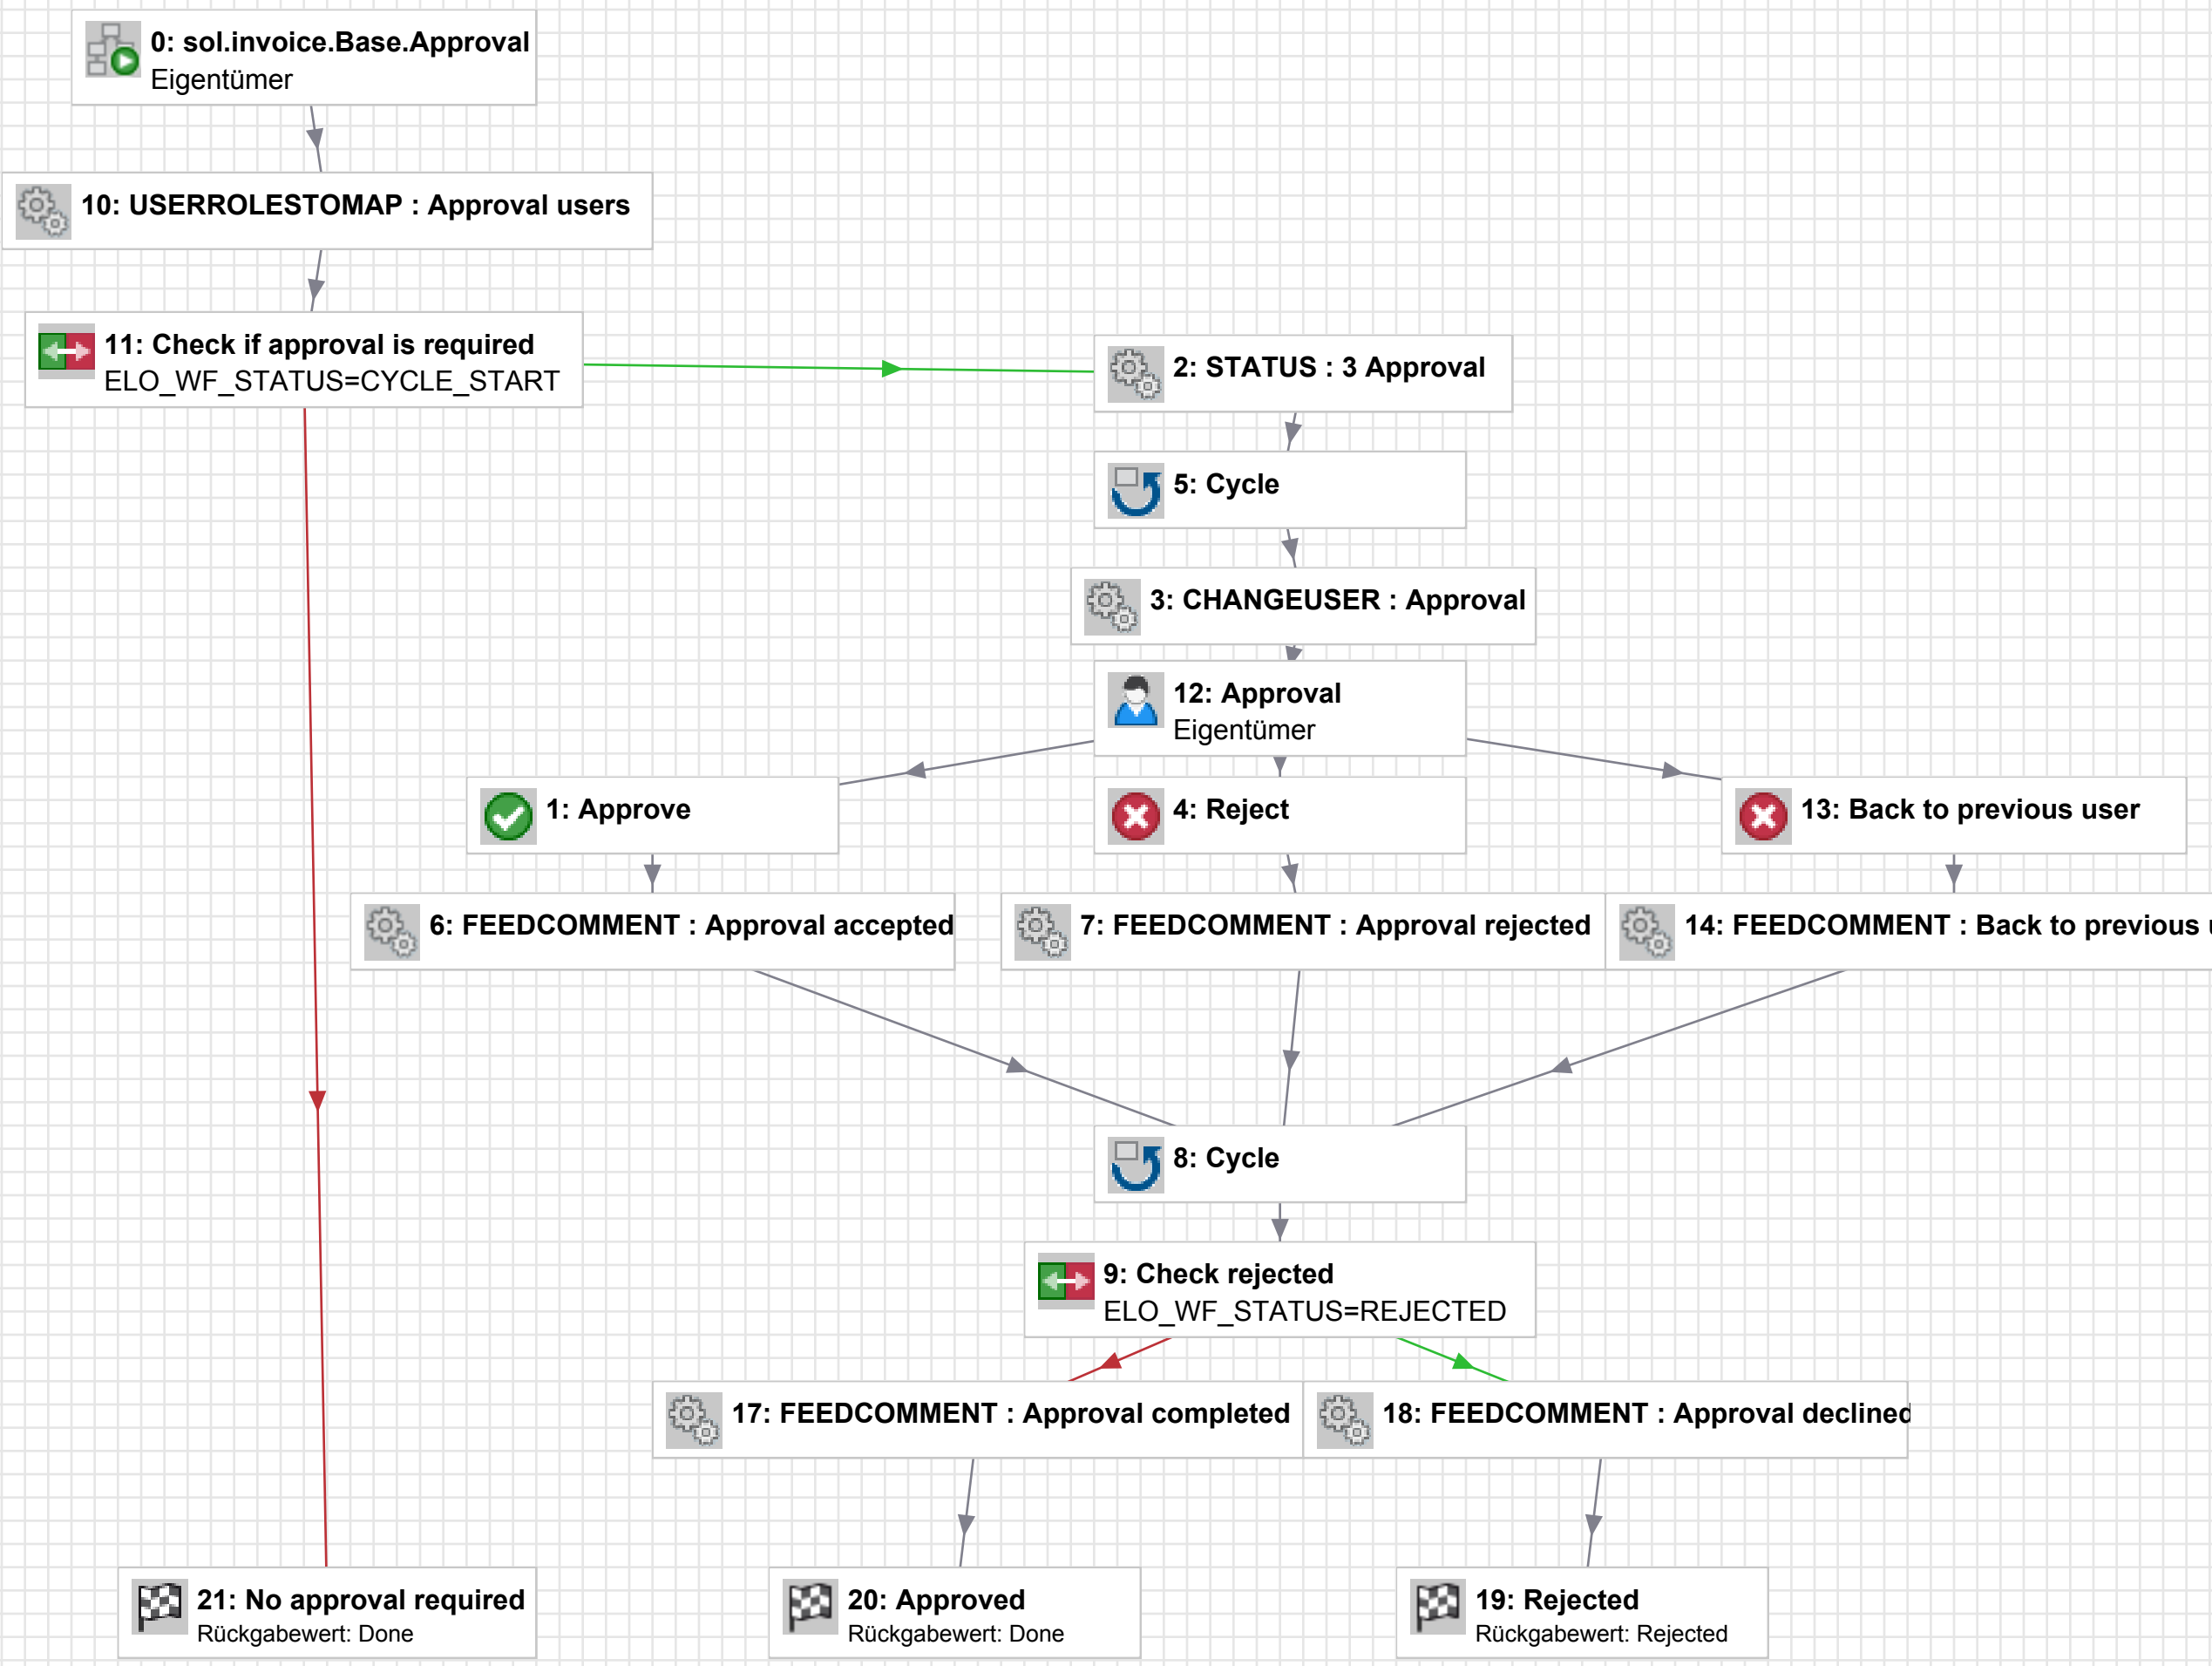 0: sol.invoice.Base.Approval
Eigentümer
10: USERROLESTOMAP : Approval users
11: Check if approval is required
ELO_WF_STATUS=CYCLE_START
2: STATUS : 3 Approval
5: Cycle
3: CHANGEUSER : Approval
12: Approval
Eigentümer
1: Approve
4: Reject
13: Back to previous user
6: FEEDCOMMENT : Approval accepted
7: FEEDCOMMENT : Approval rejected
14: FEEDCOMMENT : Back to previous
8: Cycle
9: Check rejected
ELO_WF_STATUS=REJECTED
17: FEEDCOMMENT : Approval completed
18: FEEDCOMMENT : Approval declined
21: No approval required
Rückgabewert: Done
20: Approved
Rückgabewert: Done
19: Rejected
Rückgabewert: Rejected